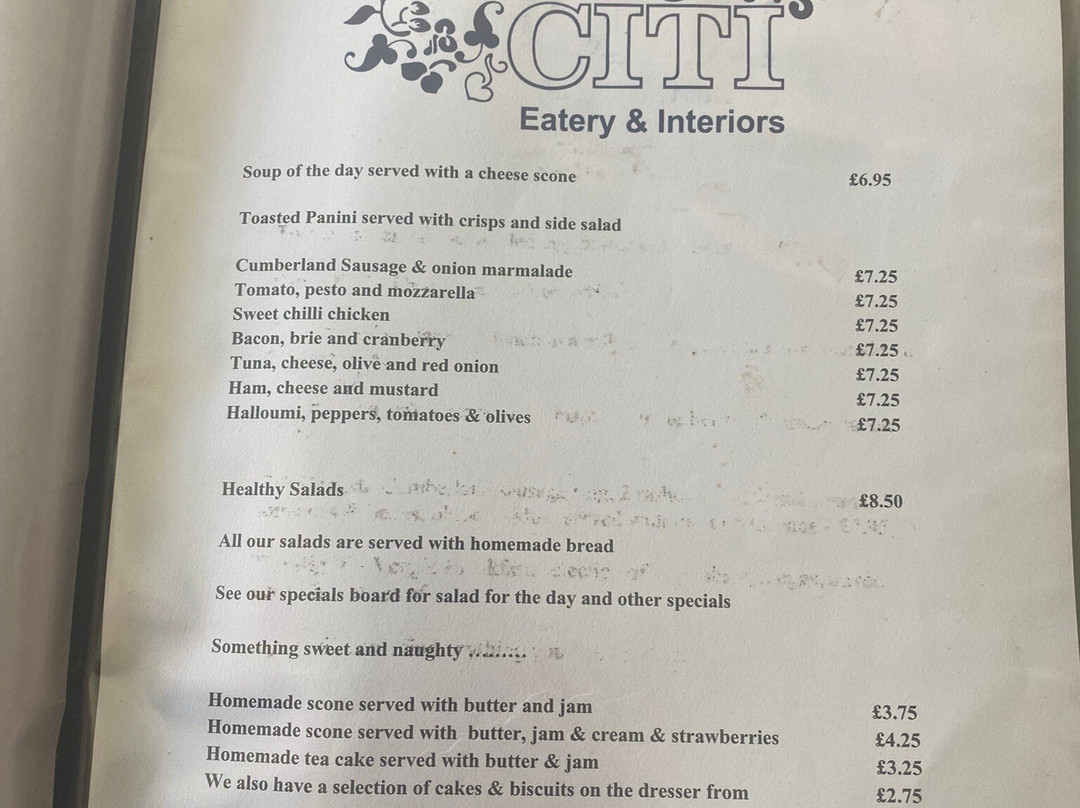 CITI
Eatery & Interiors
Soup of the day served with a cheese scone £6.95
Toasted Panini served with crisps and side salad
Cumberland Sausage & onion marmalade £7.25
Tomato, pesto and mozzarella £7.25
Sweet chilli chicken £7.25
Bacon, brie and cranberry £7.25
Tuna, cheese, olive and red onion £7.25
Ham, cheese and mustard £7.25
Halloumi, peppers, tomatoes & olives £7.25
Healthy Salads £8.50
All our salads are served with homemade bread
See our specials board for salad for the day and other specials
Something sweet and naughty .........
Homemade scone served with butter and jam £3.75
Homemade scone served with butter, jam & cream & strawberries £4.25
Homemade tea cake served with butter & jam £3.25
We also have a selection of cakes & biscuits on the dresser from £2.75